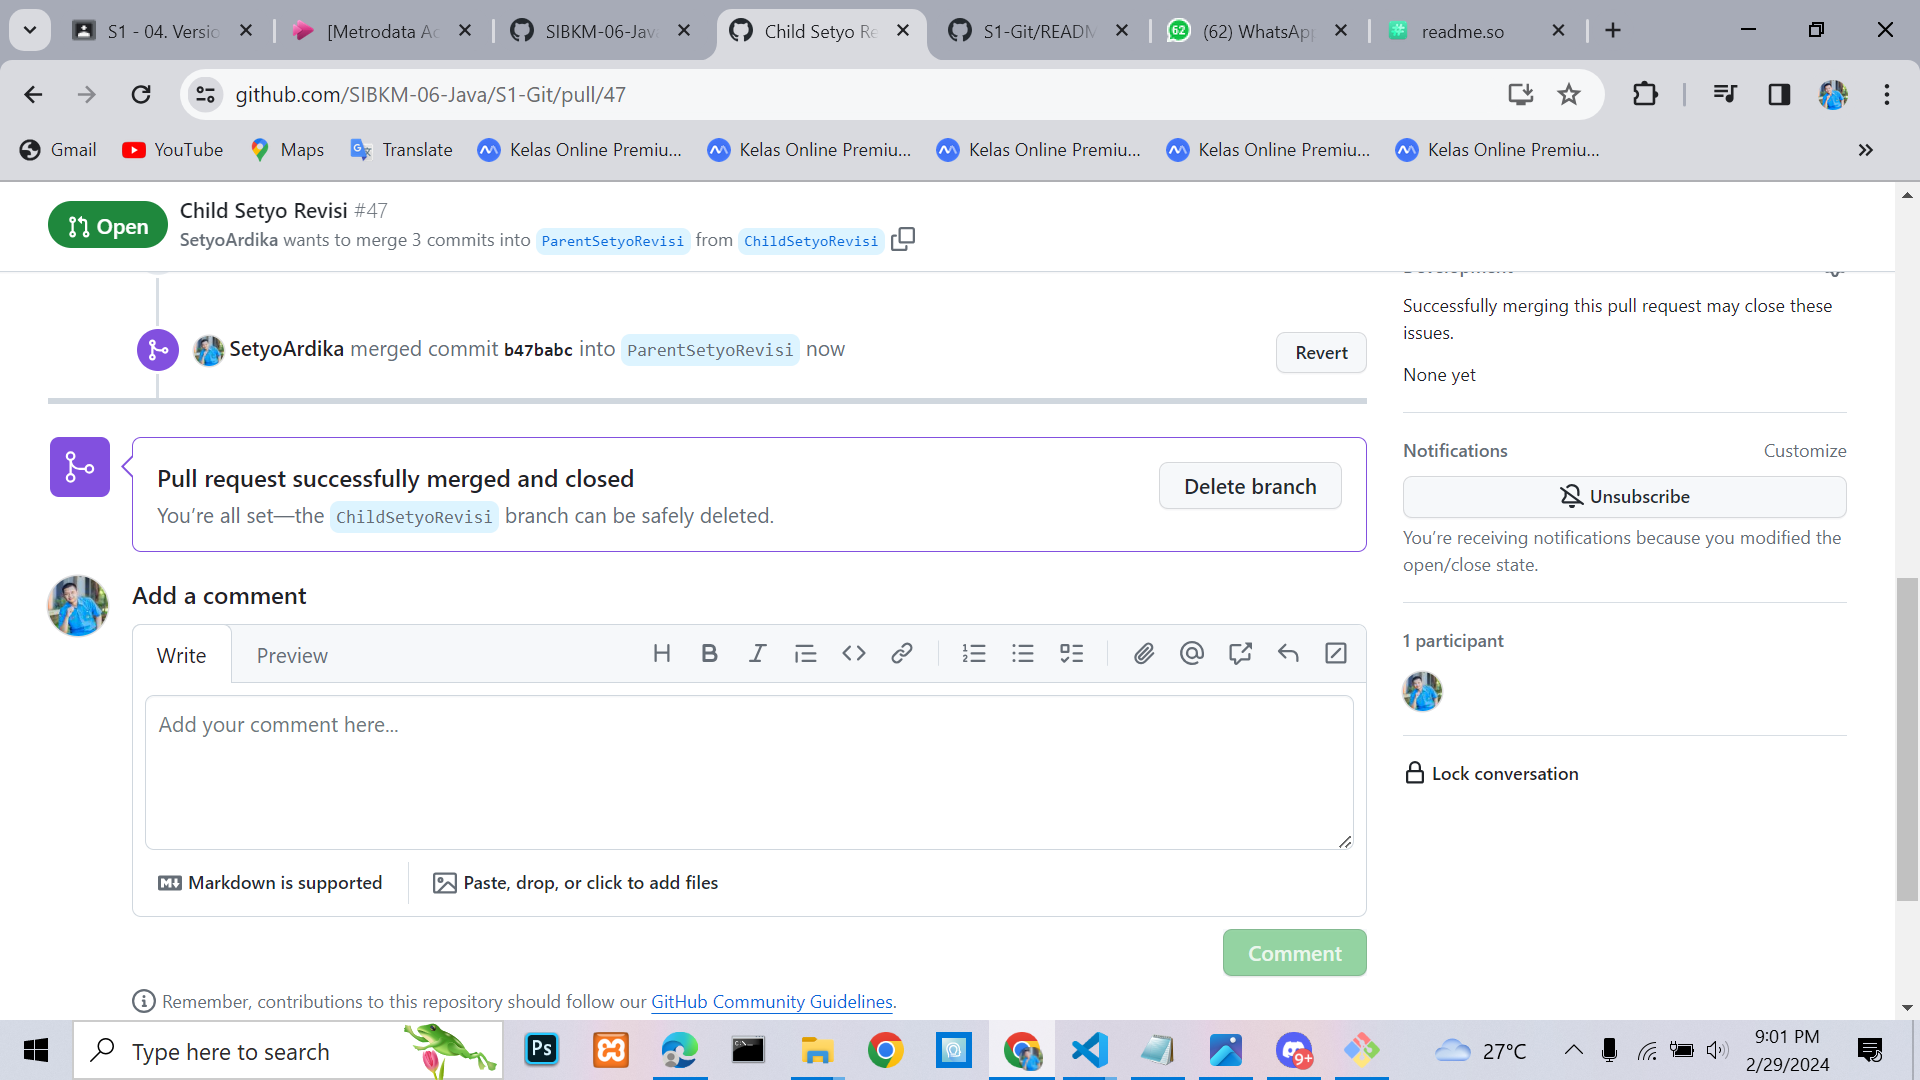 S1 - 04. Versio
[Metrodata Ac
SIBKM-06-Java
Child Setyo Re
S1-Git/READM
(62) WhatsApp
readme.so
github.com/SIBKM-06-Java/S1-Git/pull/47
Gmail
YouTube
Maps
Translate
Kelas Online Premiu...
Kelas Online Premiu...
Kelas Online Premiu...
Kelas Online Premiu...
Kelas Online Premiu...
Open
Child Setyo Revisi #47
SetyoArdika wants to merge 3 commits into ParentSetyoRevisi from ChildSetyoRevisi
Development
Successfully merging this pull request may close these
issues.
None yet
SetyoArdika merged commit b47babc into ParentSetyoRevisi now
Revert
Pull request successfully merged and closed
You’re all set—the ChildSetyoRevisi branch can be safely deleted.
Delete branch
Notifications
Customize
Unsubscribe
You’re receiving notifications because you modified the
open/close state.
1 participant
Lock conversation
Add a comment
Write
Preview
Add your comment here...
Markdown is supported
Paste, drop, or click to add files
Comment
Remember, contributions to this repository should follow our GitHub Community Guidelines.
Type here to search
Ps
9+
27°C
9:01 PM
2/29/2024